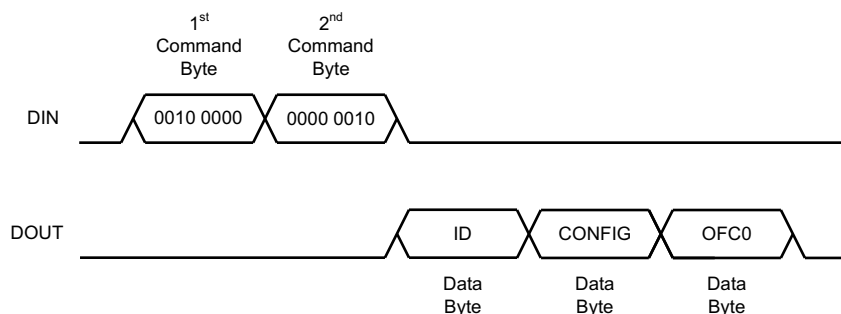 1st
Command
Byte
2nd
Command
Byte
DIN
0010 0000
0000 0010
DOUT
ID
CONFIG
OFC0
Data
Byte
Data
Byte
Data
Byte